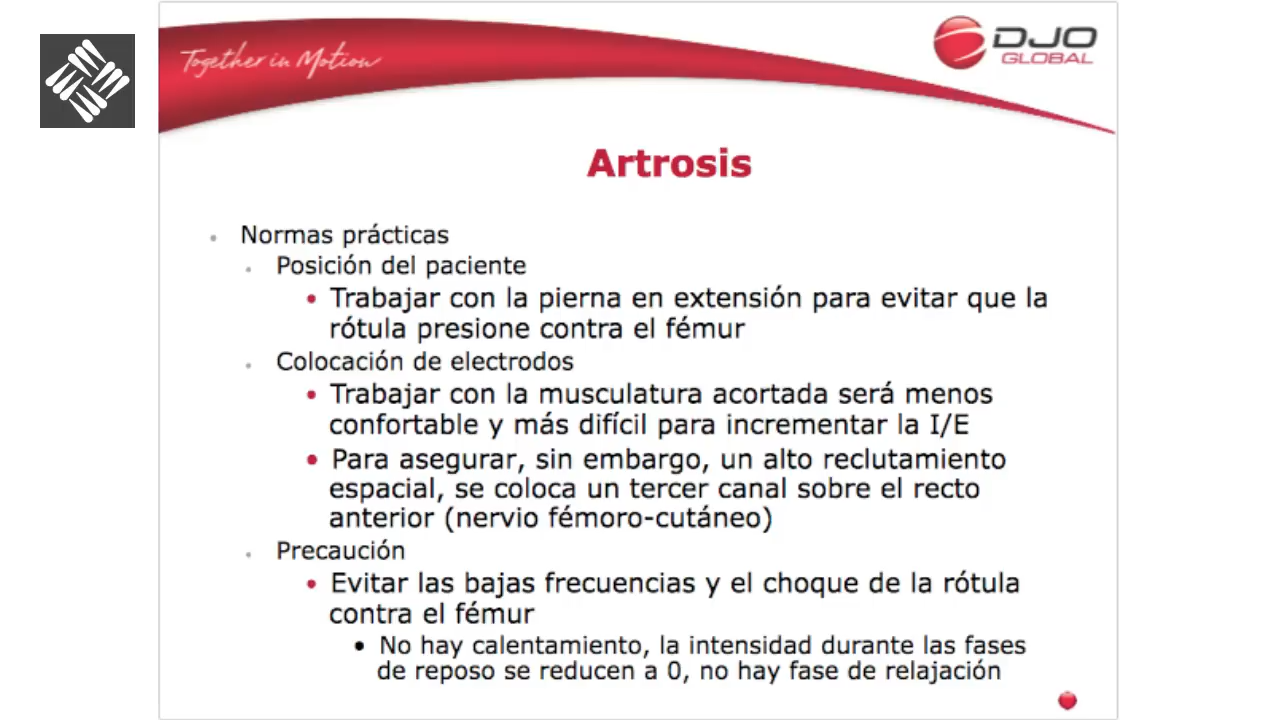 Together in Motion
DJO
GLOBAL
Artrosis
Normas prácticas
Posición del paciente
Trabajar con la pierna en extensión para evitar que la
rótula presione contra el fémur
Colocación de electrodos
Trabajar con la musculatura acortada será menos
confortable y más difícil para incrementar la I/E
Para asegurar, sin embargo, un alto reclutamiento
espacial, se coloca un tercer canal sobre el recto
anterior (nervio fémoro-cutáneo)
Precaución
Evitar las bajas frecuencias y el choque de la rótula
contra el fémur
No hay calentamiento, la intensidad durante las fases
de reposo se reducen a 0, no hay fase de relajación